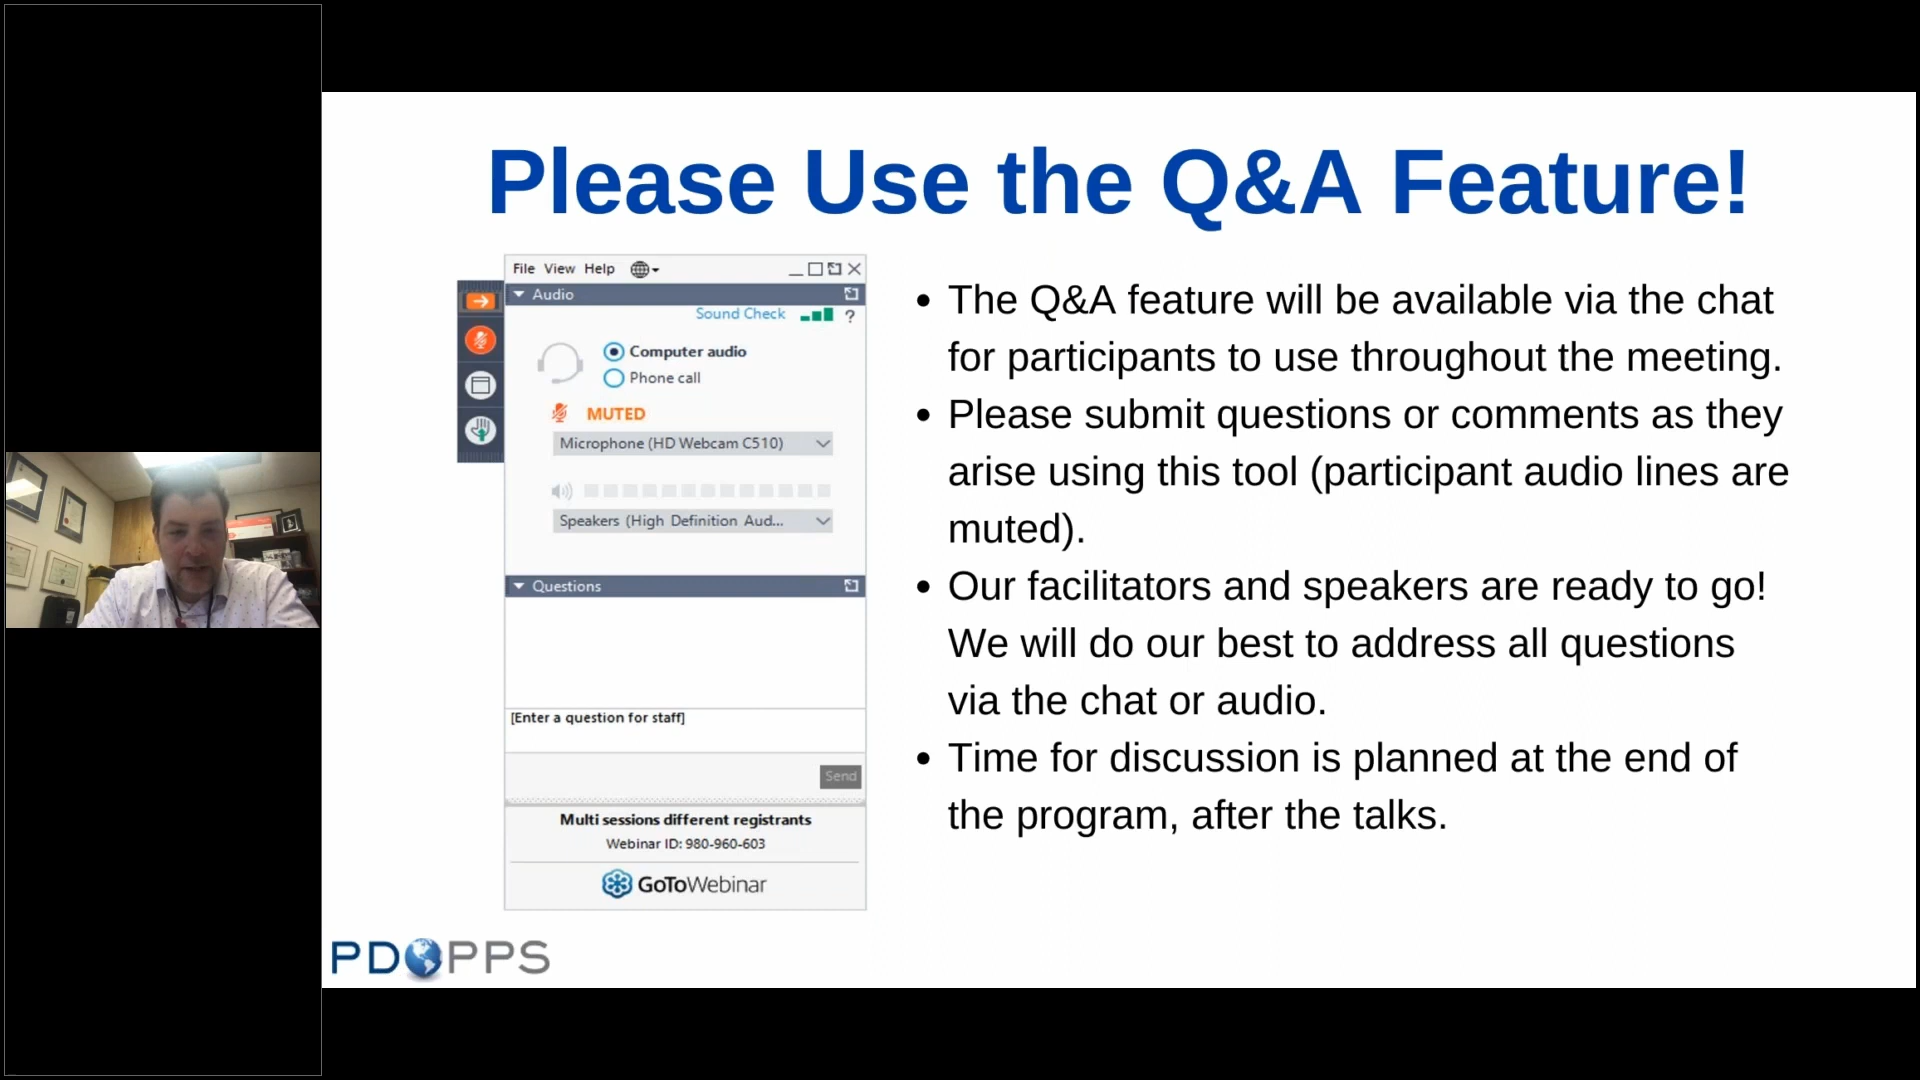 Please Use the Q&A Feature!
File View Help
Audio
Sound Check
?
Computer audio
Phone call
MUTED
Microphone (HD Webcam C510)
Speakers (High Definition Aud...
Questions
[Enter a question for staff]
Send
Multi sessions different registrants
Webinar ID: 980-960-603
GoToWebinar
• The Q&A feature will be available via the chat
for participants to use throughout the meeting.
• Please submit questions or comments as they
arise using this tool (participant audio lines are
muted).
• Our facilitators and speakers are ready to go!
We will do our best to address all questions
via the chat or audio.
• Time for discussion is planned at the end of
the program, after the talks.
PDOPPS